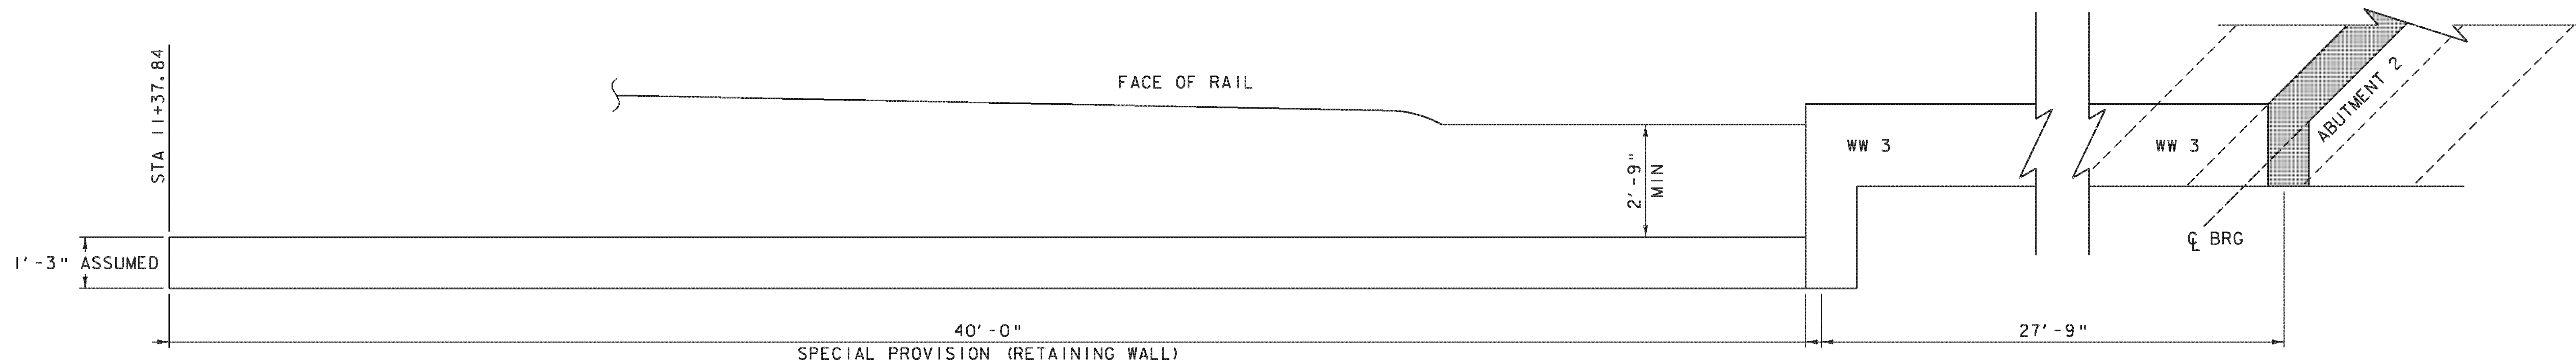 STA 11+37.84
FACE OF RAIL
2'-9"
MIN
WW 3
WW 3
ABUTMENT 2
℄ BRG
1'-3" ASSUMED
40'-0"
SPECIAL PROVISION (RETAINING WALL)
27'-9"